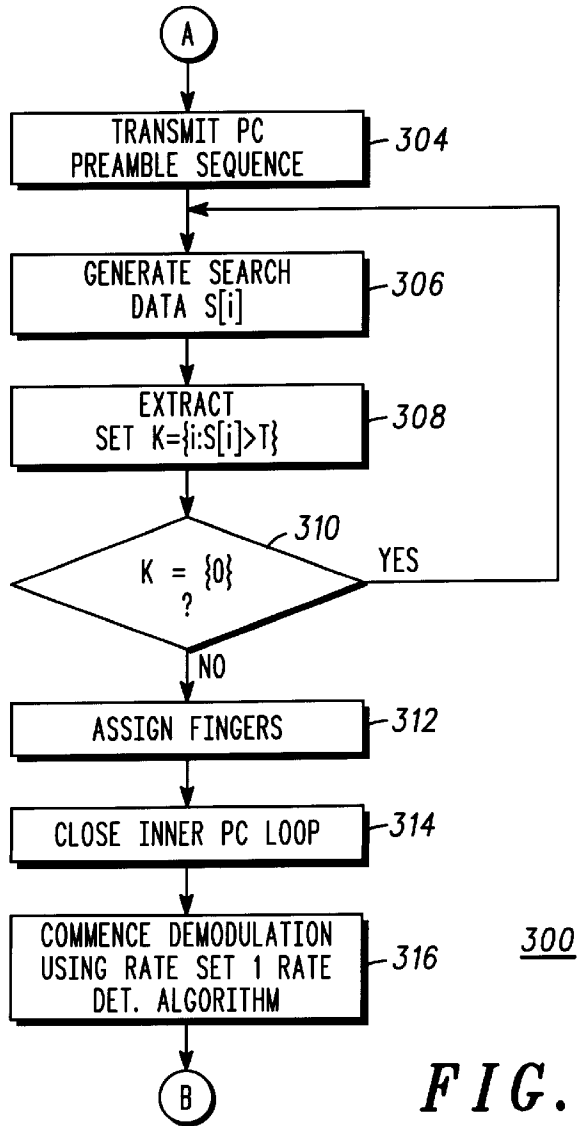 A
TRANSMIT PC
PREAMBLE SEQUENCE
304
GENERATE SEARCH
DATA S[i]
306
EXTRACT
SET K={i:S[i]>T}
308
310
K = {0}
?
YES
NO
ASSIGN FINGERS
312
CLOSE INNER PC LOOP
314
COMMENCE DEMODULATION
USING RATE SET 1 RATE
DET. ALGORITHM
316
300
B
FIG.